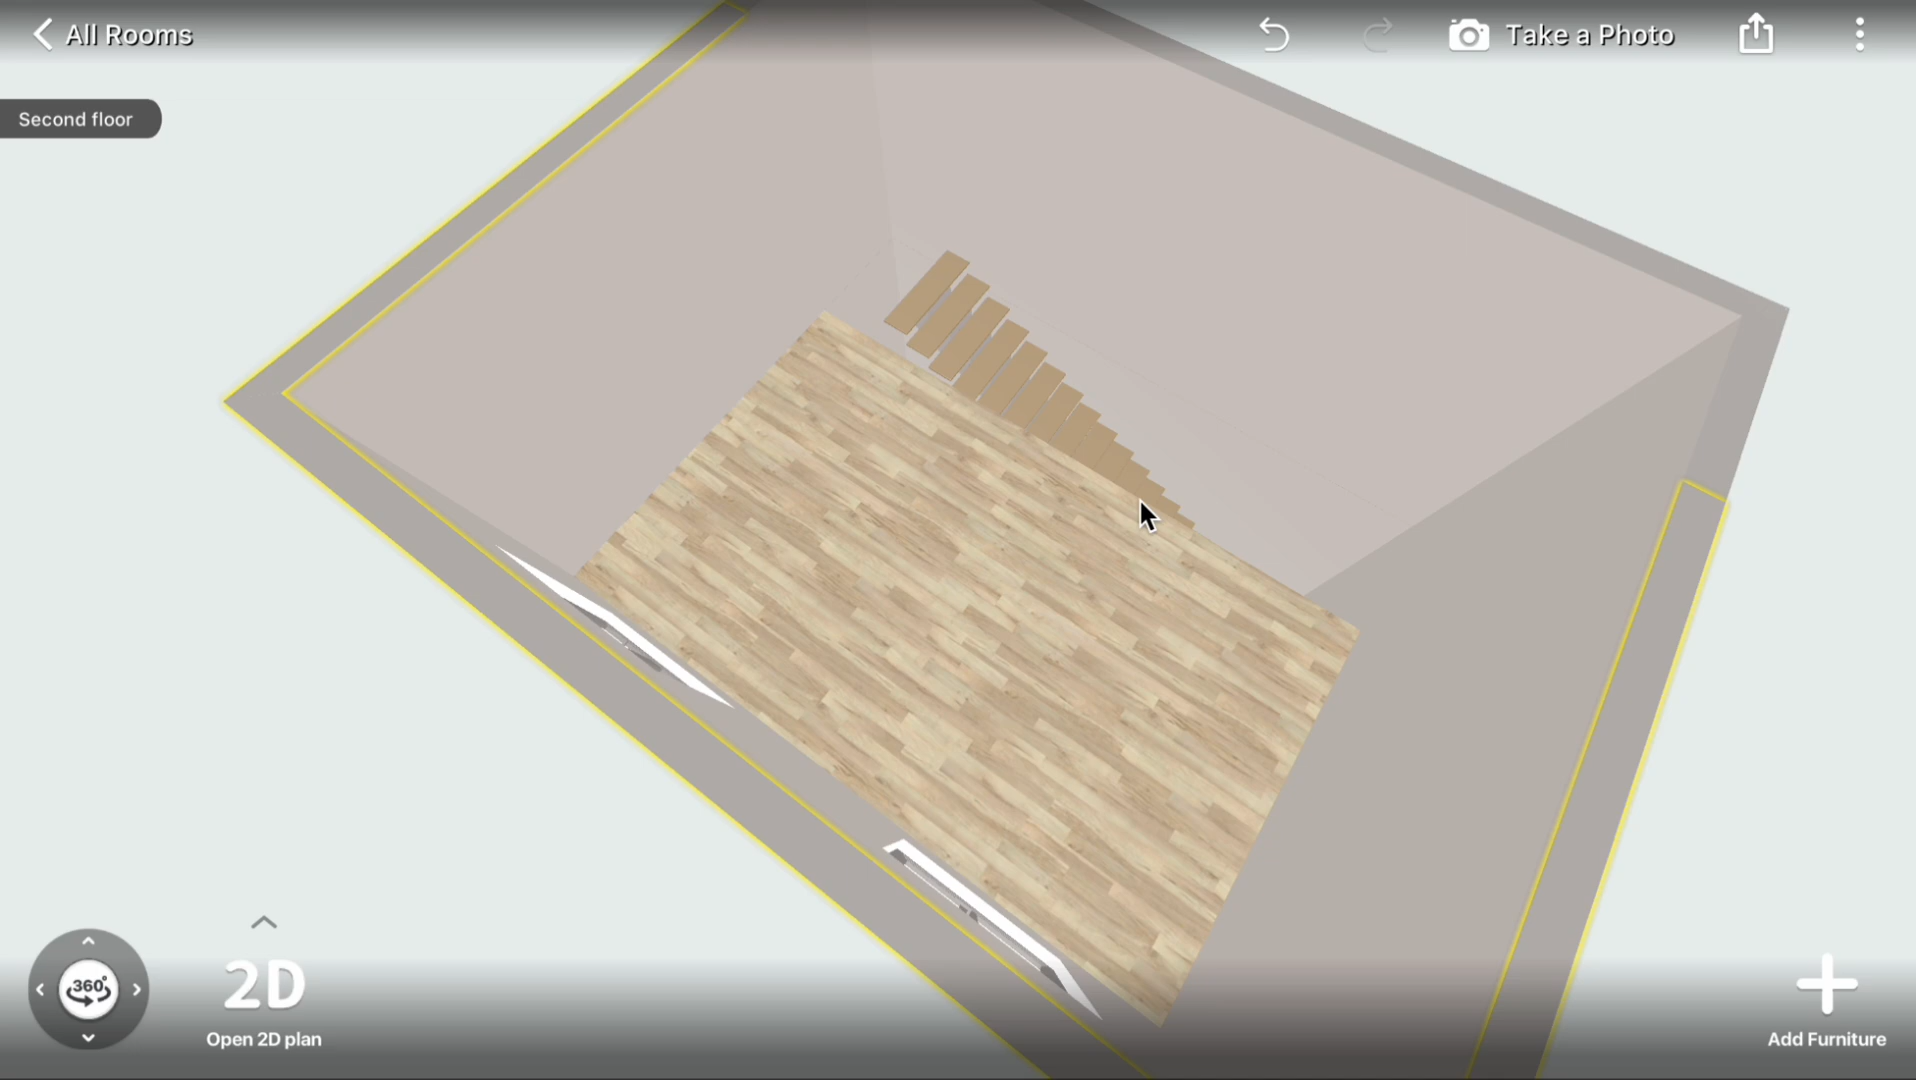 All Rooms
Take a Photo
Second floor
360°
2D
Open 2D plan
Add Furniture